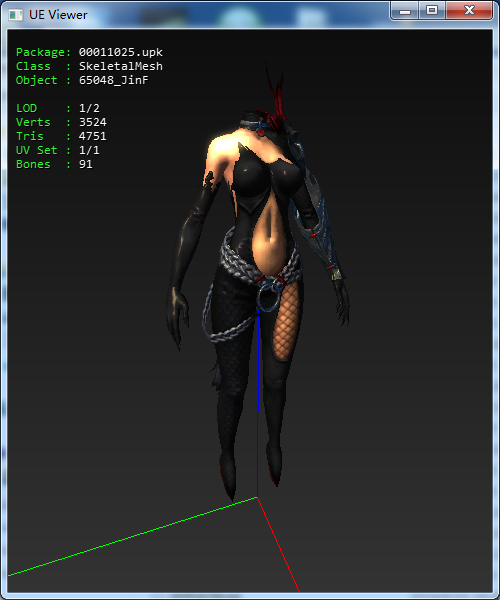 UE Viewer
Package: 00011025.upk
Class : SkeletalMesh
Object : 65048_JinF
LOD : 1/2
Verts : 3524
Tris : 4751
UV Set : 1/1
Bones : 91